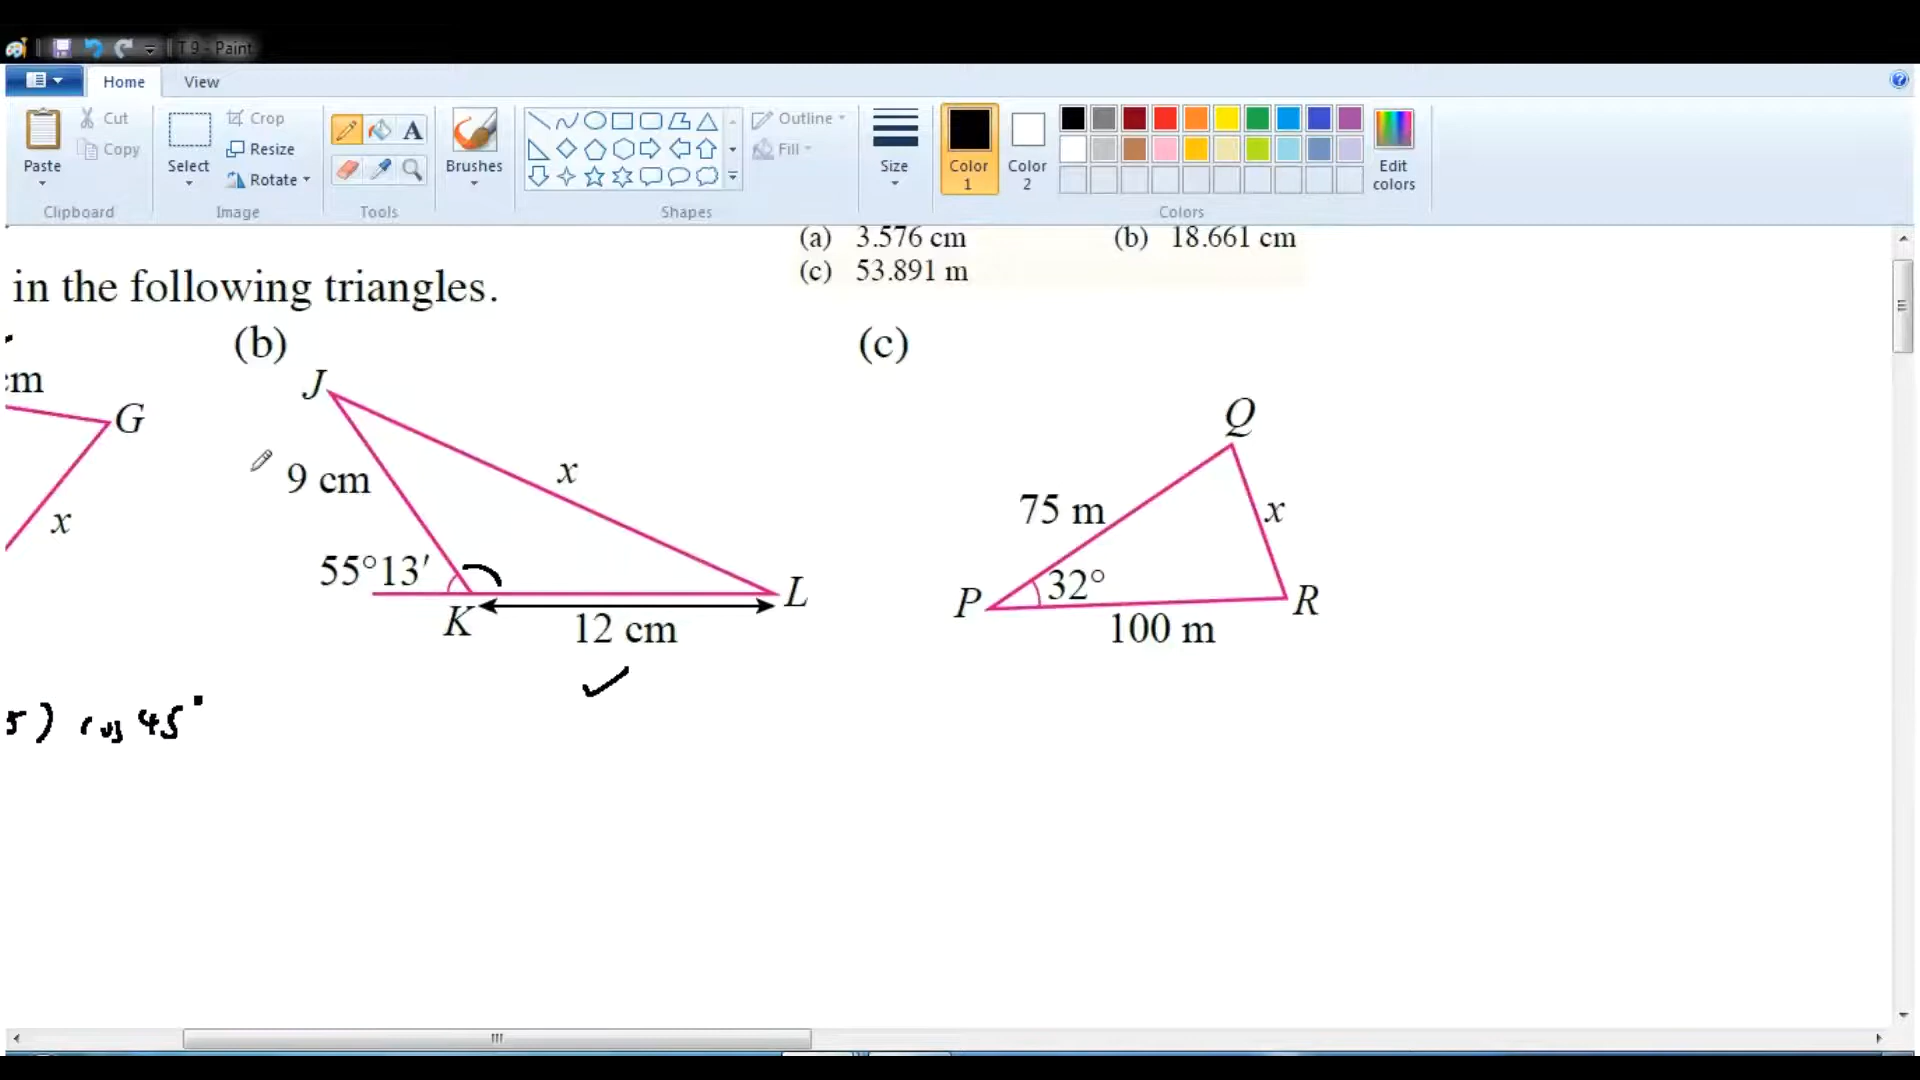 T 9 - Paint
Home View
Paste
Cut
Copy
Clipboard
Select
Crop
Resize
Rotate
Image
A
Tools
Brushes
Shapes
Outline
Fill
Size
Color 1
Color 2
Edit colors
Colors
(a) 3.576 cm (b) 18.661 cm
(c) 53.891 m
in the following triangles.
(b)
(c)
cm
G
x
J
9 cm
x
55°13′
K
12 cm
L
Q
75 m
x
P
32°
R
100 m
5) cos 45°